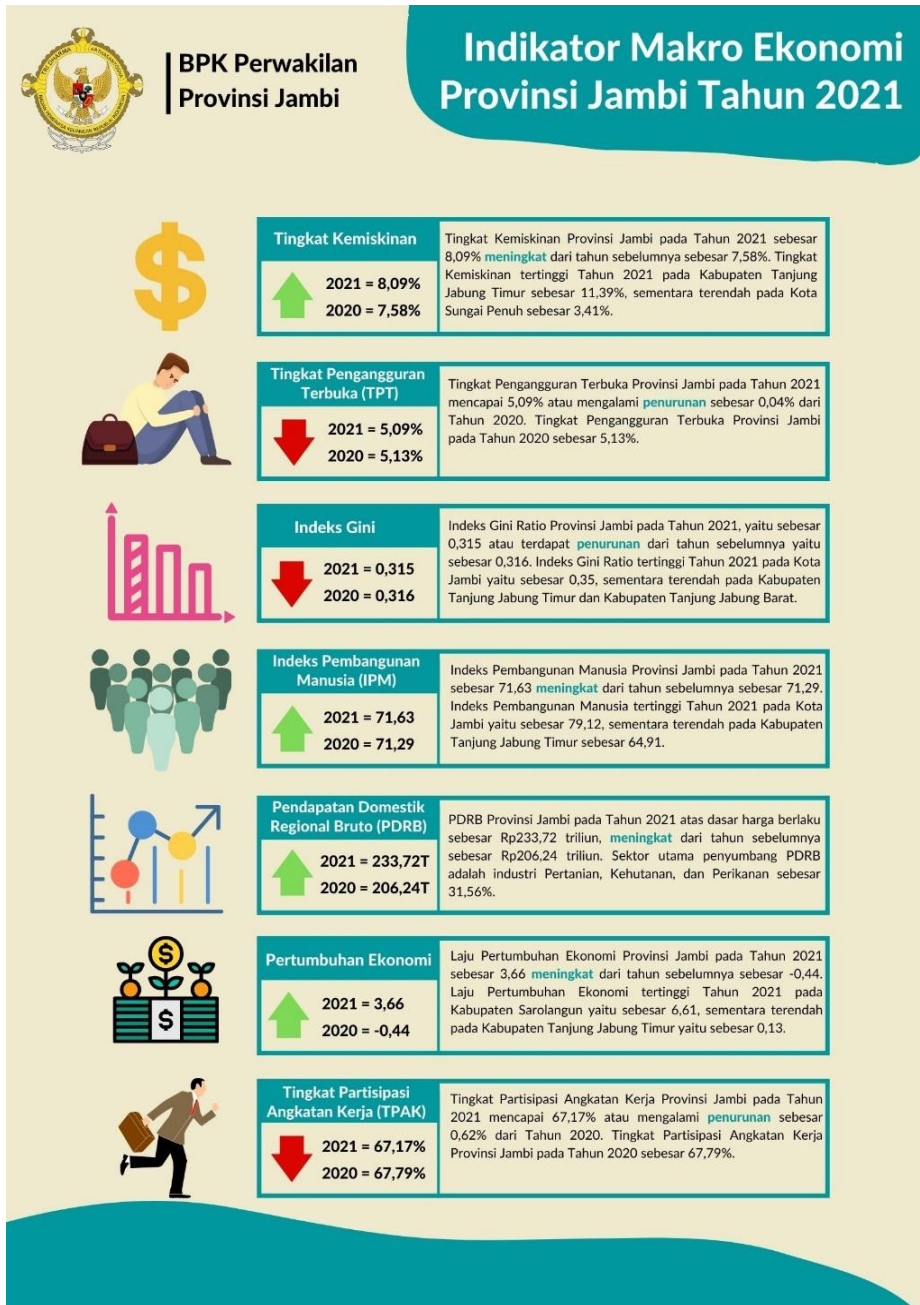 TRI DHARMA ARTHASANTOSHA
BADAN PEMERIKSA KEUANGAN REPUBLIK INDONESIA
BPK Perwakilan
Provinsi Jambi
Indikator Makro Ekonomi
Provinsi Jambi Tahun 2021
Tingkat Kemiskinan
2021 = 8,09%
2020 = 7,58%
Tingkat Kemiskinan Provinsi Jambi pada Tahun 2021 sebesar
8,09% meningkat dari tahun sebelumnya sebesar 7,58%. Tingkat
Kemiskinan tertinggi Tahun 2021 pada Kabupaten Tanjung
Jabung Timur sebesar 11,39%, sementara terendah pada Kota
Sungai Penuh sebesar 3,41%.
Tingkat Pengangguran
Terbuka (TPT)
2021 = 5,09%
2020 = 5,13%
Tingkat Pengangguran Terbuka Provinsi Jambi pada Tahun 2021
mencapai 5,09% atau mengalami penurunan sebesar 0,04% dari
Tahun 2020. Tingkat Pengangguran Terbuka Provinsi Jambi
pada Tahun 2020 sebesar 5,13%.
Indeks Gini
2021 = 0,315
2020 = 0,316
Indeks Gini Ratio Provinsi Jambi pada Tahun 2021, yaitu sebesar
0,315 atau terdapat penurunan dari tahun sebelumnya yaitu
sebesar 0,316. Indeks Gini Ratio tertinggi Tahun 2021 pada Kota
Jambi yaitu sebesar 0,35, sementara terendah pada Kabupaten
Tanjung Jabung Timur dan Kabupaten Tanjung Jabung Barat.
Indeks Pembangunan
Manusia (IPM)
2021 = 71,63
2020 = 71,29
Indeks Pembangunan Manusia Provinsi Jambi pada Tahun 2021
sebesar 71,63 meningkat dari tahun sebelumnya sebesar 71,29.
Indeks Pembangunan Manusia tertinggi Tahun 2021 pada Kota
Jambi yaitu sebesar 79,12, sementara terendah pada Kabupaten
Tanjung Jabung Timur sebesar 64,91.
Pendapatan Domestik
Regional Bruto (PDRB)
2021 = 233,72T
2020 = 206,24T
PDRB Provinsi Jambi pada Tahun 2021 atas dasar harga berlaku
sebesar Rp233,72 triliun, meningkat dari tahun sebelumnya
sebesar Rp206,24 triliun. Sektor utama penyumbang PDRB
adalah industri Pertanian, Kehutanan, dan Perikanan sebesar
31,56%.
Pertumbuhan Ekonomi
2021 = 3,66
2020 = -0,44
Laju Pertumbuhan Ekonomi Provinsi Jambi pada Tahun 2021
sebesar 3,66 meningkat dari tahun sebelumnya sebesar -0,44.
Laju Pertumbuhan Ekonomi tertinggi Tahun 2021 pada
Kabupaten Sarolangun yaitu sebesar 6,61, sementara terendah
pada Kabupaten Tanjung Jabung Timur yaitu sebesar 0,13.
Tingkat Partisipasi
Angkatan Kerja (TPAK)
2021 = 67,17%
2020 = 67,79%
Tingkat Partisipasi Angkatan Kerja Provinsi Jambi pada Tahun
2021 mencapai 67,17% atau mengalami penurunan sebesar
0,62% dari Tahun 2020. Tingkat Partisipasi Angkatan Kerja
Provinsi Jambi pada Tahun 2020 sebesar 67,79%.